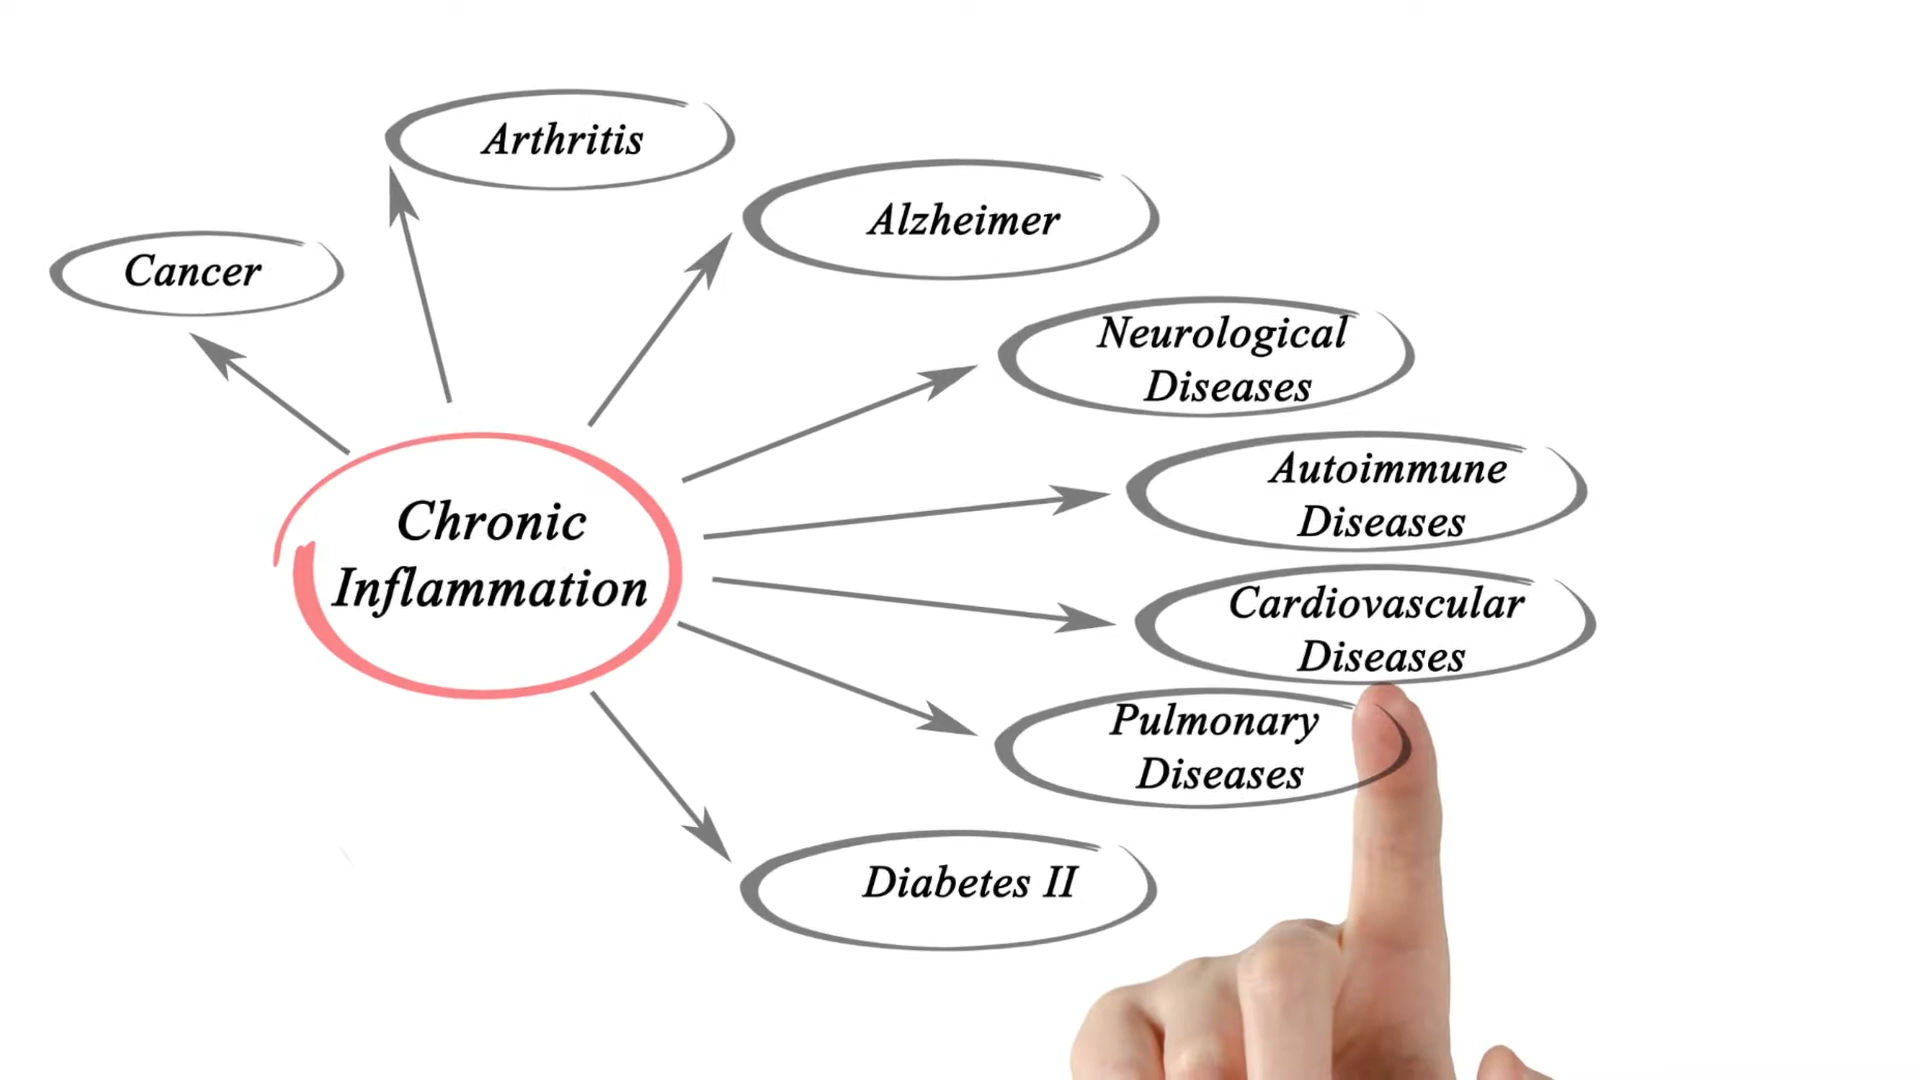 Arthritis
Alzheimer
Cancer
Neurological
Diseases
Autoimmune
Diseases
Chronic
Inflammation
Cardiovascular
Diseases
Pulmonary
Diseases
Diabetes II